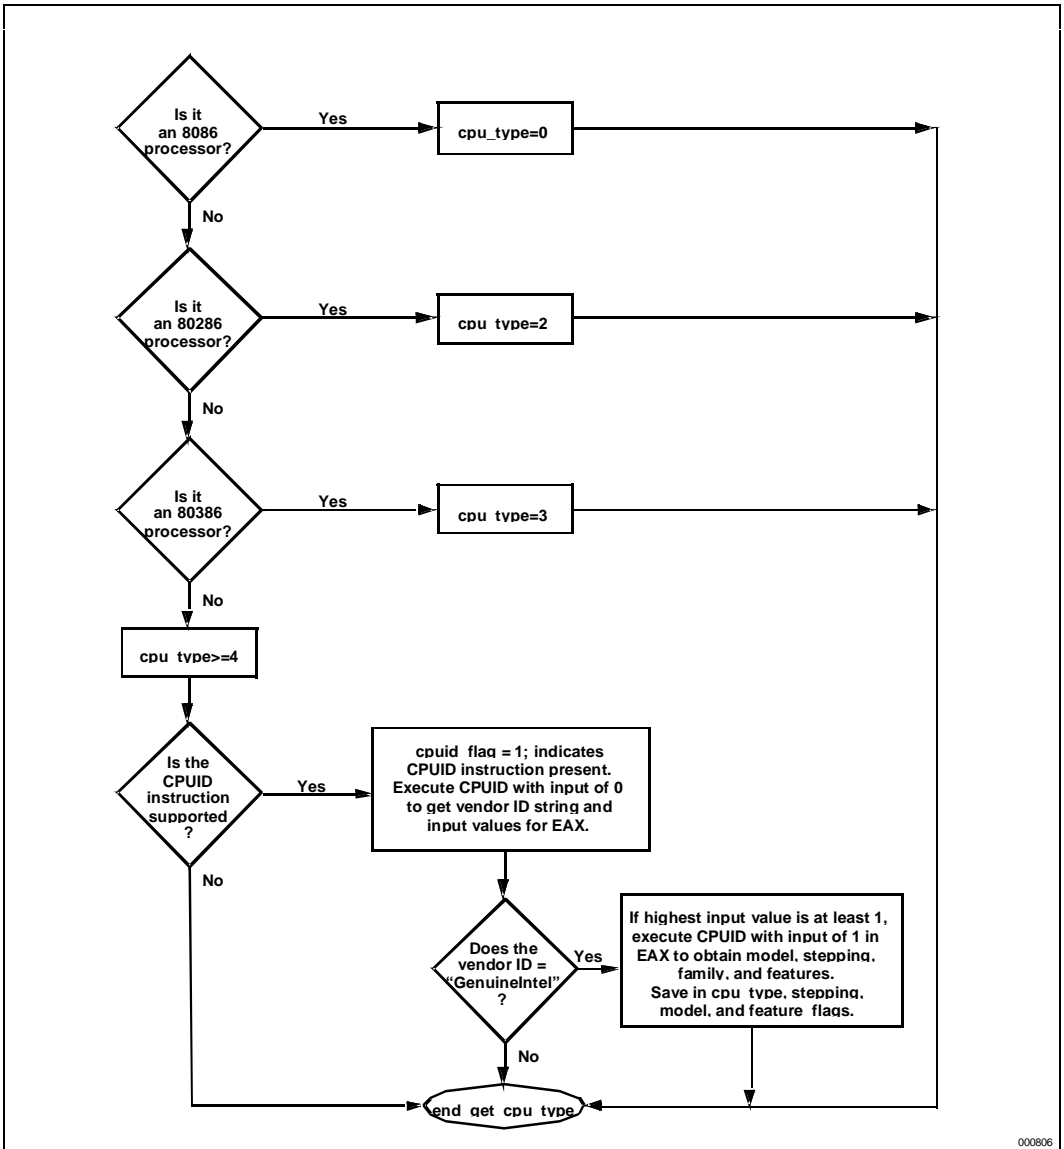 Is it
an 8086
processor?
Yes
cpu_type=0
No
Is it
an 80286
processor?
Yes
cpu_type=2
No
Is it
an 80386
processor?
Yes
cpu_type=3
No
cpu_type>=4
Is the
CPUID
instruction
supported
?
Yes
cpuid_flag = 1; indicates
CPUID instruction present.
Execute CPUID with input of 0
to get vendor ID string and
input values for EAX.
No
Does the
vendor ID =
“GenuineIntel”
?
Yes
If highest input value is at least 1,
execute CPUID with input of 1 in
EAX to obtain model, stepping,
family, and features.
Save in cpu_type, stepping,
model, and feature_flags.
No
end_get_cpu_type
000806